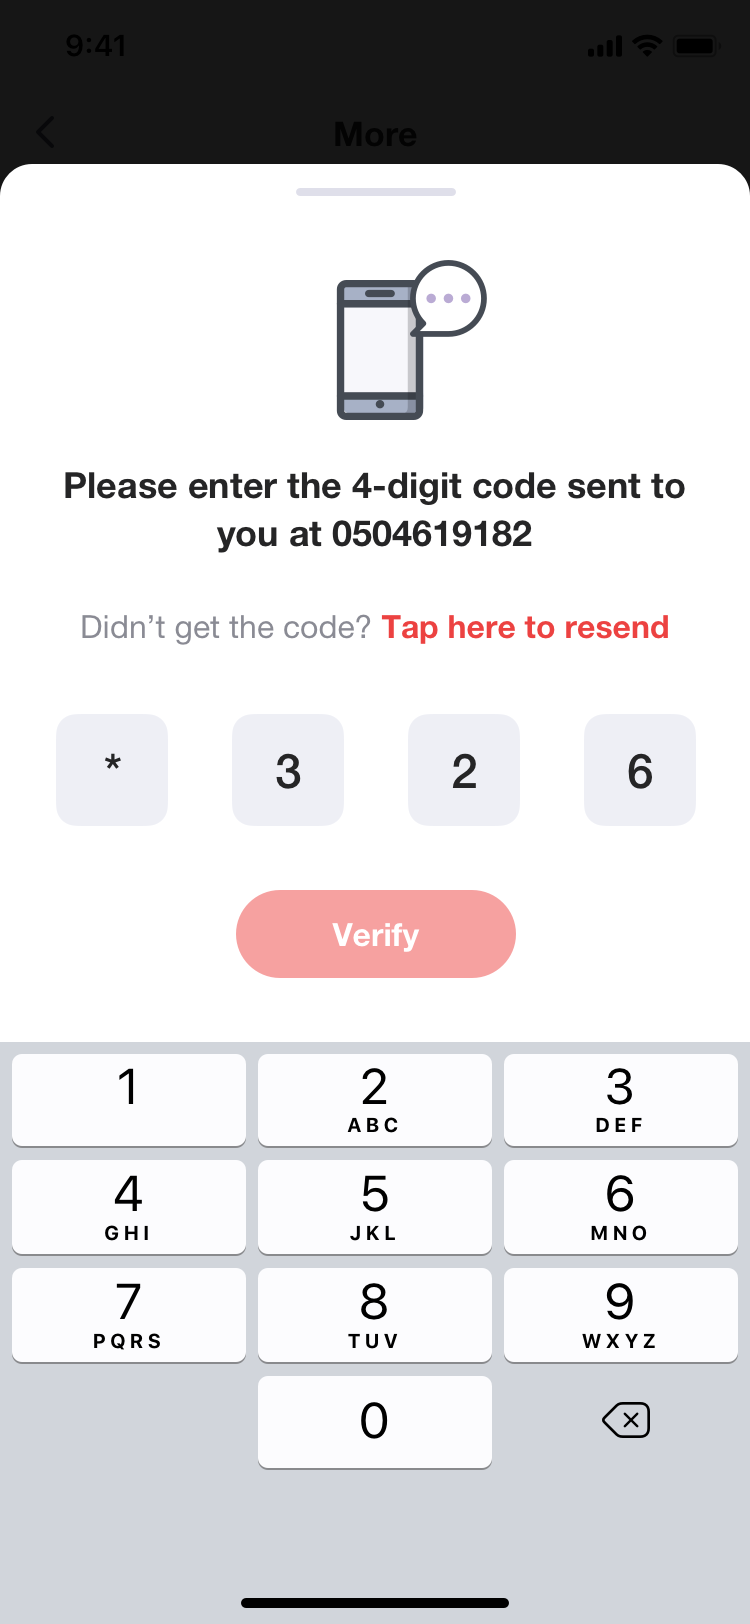 9:41
More
Please enter the 4-digit code sent to
you at 0504619182
Didn’t get the code? Tap here to resend
* 3 2 6
Verify
1 2 3
ABC DEF
4 5 6
GHI JKL MNO
7 8 9
PQRS TUV WXYZ
0